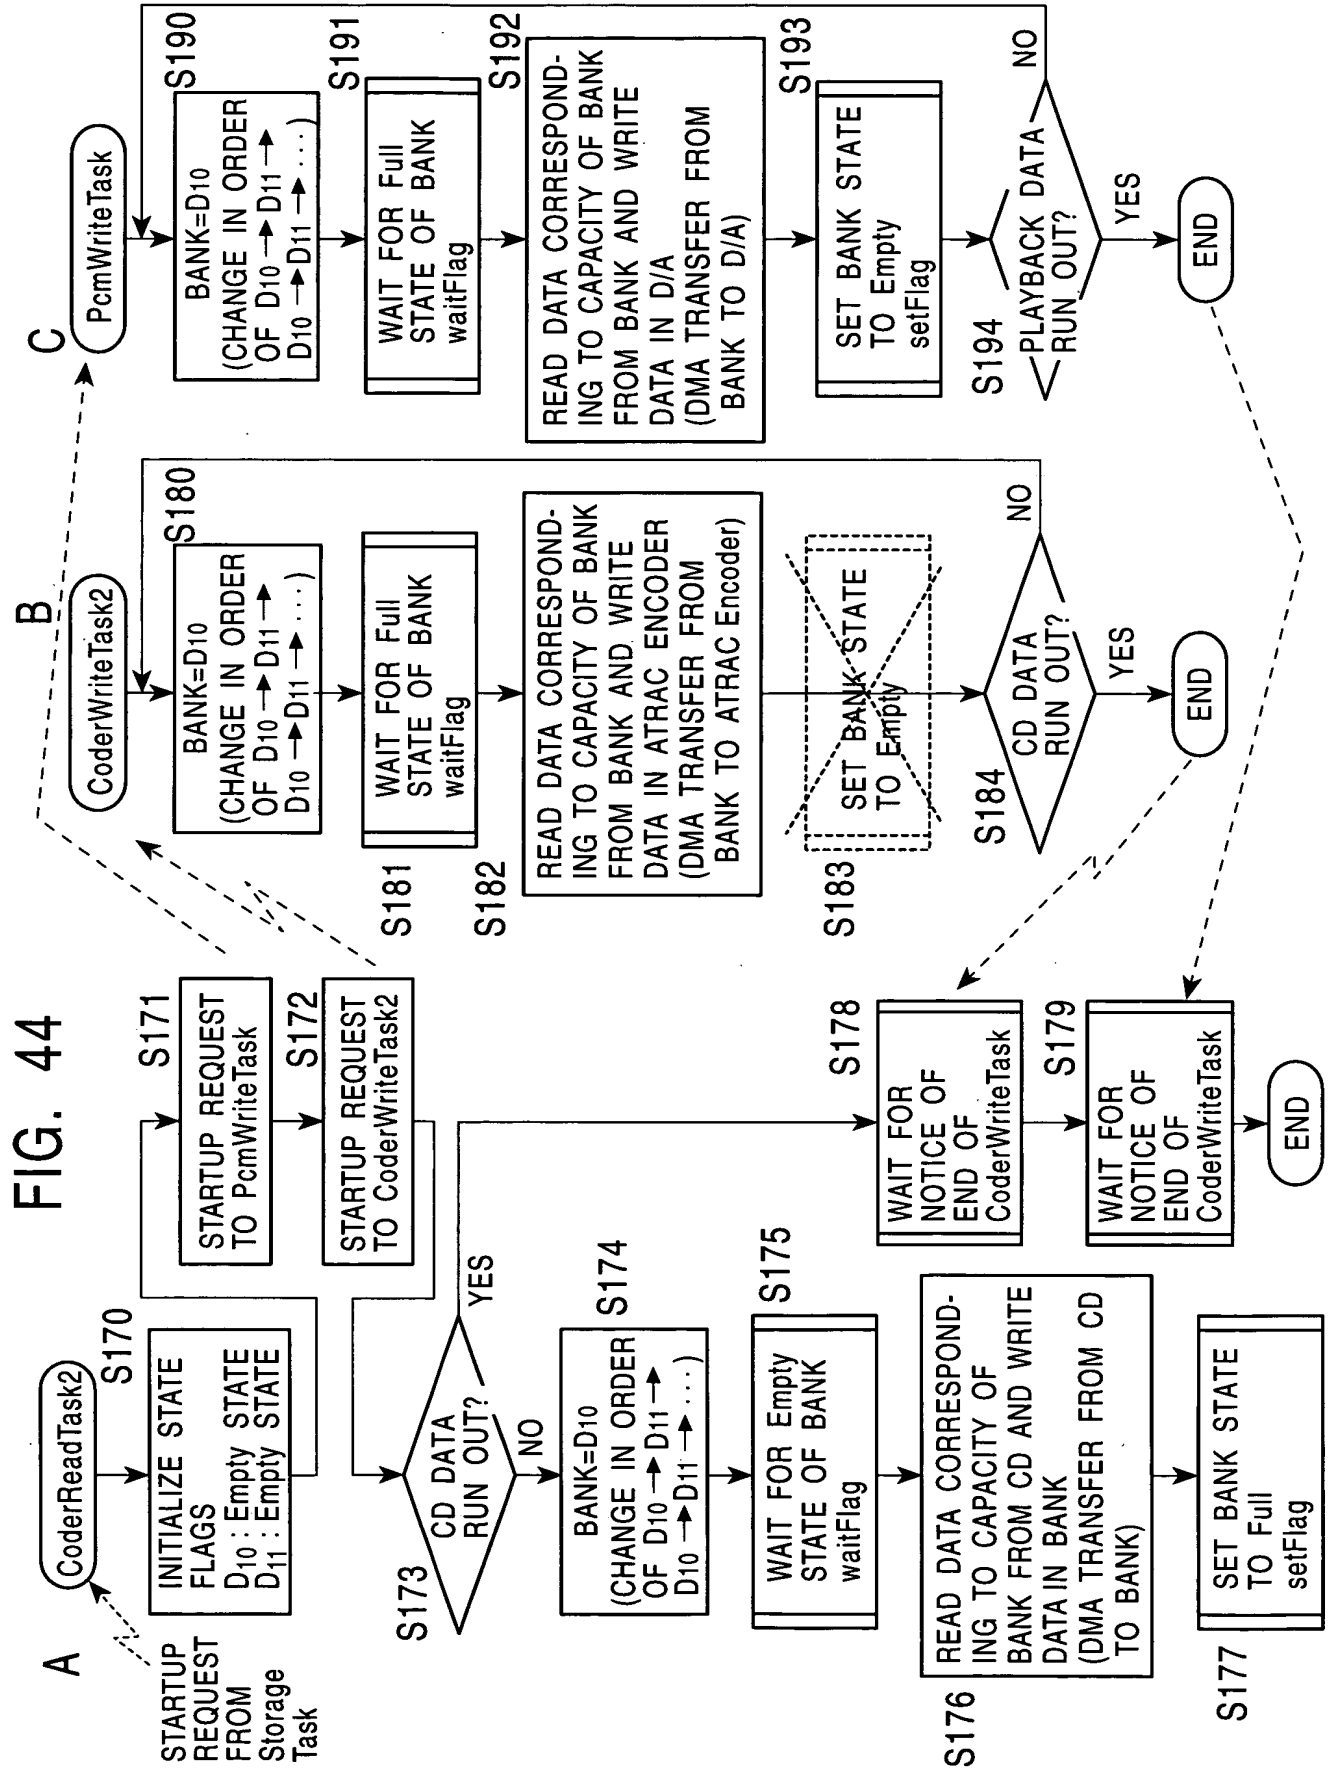 FIG. 44
A
STARTUP
REQUEST
FROM
Storage
Task
CoderReadTask2
S170
INITIALIZE STATE
FLAGS
D10 : Empty STATE
D11 : Empty STATE
S171
STARTUP REQUEST
TO PcmWriteTask
S172
STARTUP REQUEST
TO CoderWriteTask2
S173
CD DATA
RUN OUT?
YES
NO
S174
BANK=D10
(CHANGE IN ORDER
OF D10 → D11 →
D10 → D11 → ····)
S175
WAIT FOR Empty
STATE OF BANK
waitFlag
S176
READ DATA CORRESPOND-
ING TO CAPACITY OF
BANK FROM CD AND WRITE
DATA IN BANK
(DMA TRANSFER FROM CD
TO BANK)
S177
SET BANK STATE
TO Full
setFlag
S178
WAIT FOR
NOTICE OF
END OF
CoderWriteTask
S179
WAIT FOR
NOTICE OF
END OF
CoderWriteTask
END
B
CoderWriteTask2
S180
BANK=D10
(CHANGE IN ORDER
OF D10 → D11 →
D10 → D11 → ····)
S181
WAIT FOR Full
STATE OF BANK
waitFlag
S182
READ DATA CORRESPOND-
ING TO CAPACITY OF BANK
FROM BANK AND WRITE
DATA IN ATRAC ENCODER
(DMA TRANSFER FROM
BANK TO ATRAC Encoder)
S183
SET BANK STATE
TO Empty
S184
CD DATA
RUN OUT?
NO
YES
END
C
PcmWriteTask
S190
BANK=D10
(CHANGE IN ORDER
OF D10 → D11 →
D10 → D11 → ····)
S191
WAIT FOR Full
STATE OF BANK
waitFlag
S192
READ DATA CORRESPOND-
ING TO CAPACITY OF BANK
FROM BANK AND WRITE
DATA IN D/A
(DMA TRANSFER FROM
BANK TO D/A)
S193
SET BANK STATE
TO Empty
setFlag
S194
PLAYBACK DATA
RUN OUT?
NO
YES
END